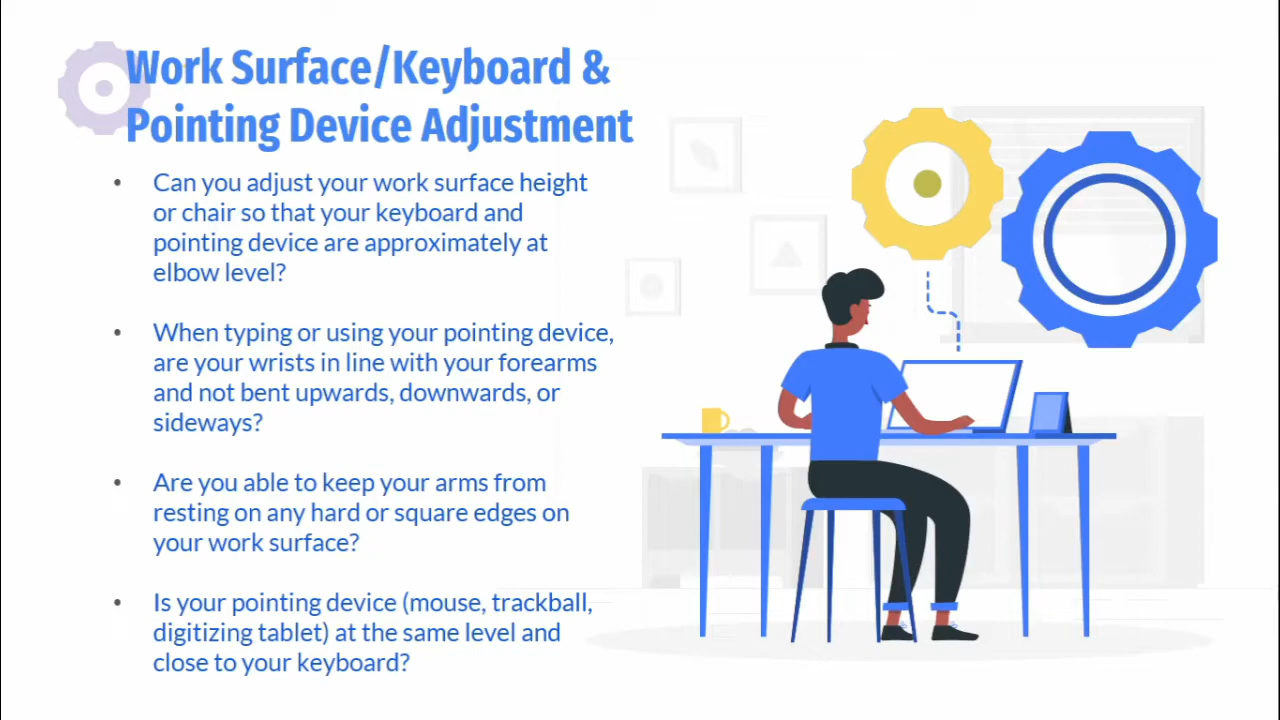 Work Surface/Keyboard &
Pointing Device Adjustment
• Can you adjust your work surface height
or chair so that your keyboard and
pointing device are approximately at
elbow level?
• When typing or using your pointing device,
are your wrists in line with your forearms
and not bent upwards, downwards, or
sideways?
• Are you able to keep your arms from
resting on any hard or square edges on
your work surface?
• Is your pointing device (mouse, trackball,
digitizing tablet) at the same level and
close to your keyboard?